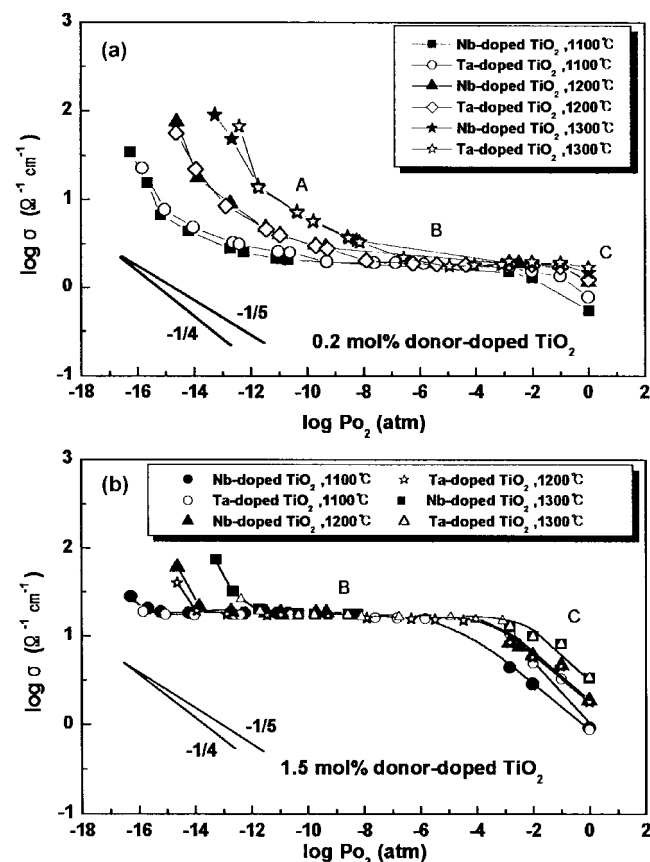 (a)
Nb-doped TiO₂ ,1100℃
Ta-doped TiO₂ ,1100℃
Nb-doped TiO₂ ,1200℃
Ta-doped TiO₂ ,1200℃
Nb-doped TiO₂ ,1300℃
Ta-doped TiO₂ ,1300℃
3
2
1
0
-1
log σ (Ω⁻¹ cm⁻¹)
A
B
C
-1/5
-1/4
0.2 mol% donor-doped TiO₂
-18 -16 -14 -12 -10 -8 -6 -4 -2 0 2
log Po₂ (atm)
(b)
Nb-doped TiO₂ ,1100℃ Ta-doped TiO₂ ,1200℃
Ta-doped TiO₂ ,1100℃ Nb-doped TiO₂ ,1300℃
Nb-doped TiO₂ ,1200℃ Ta-doped TiO₂ ,1300℃
3
2
1
0
-1
log σ (Ω⁻¹ cm⁻¹)
B
C
-1/5
-1/4
1.5 mol% donor-doped TiO₂
-18 -16 -14 -12 -10 -8 -6 -4 -2 0 2
log Po₂ (atm)